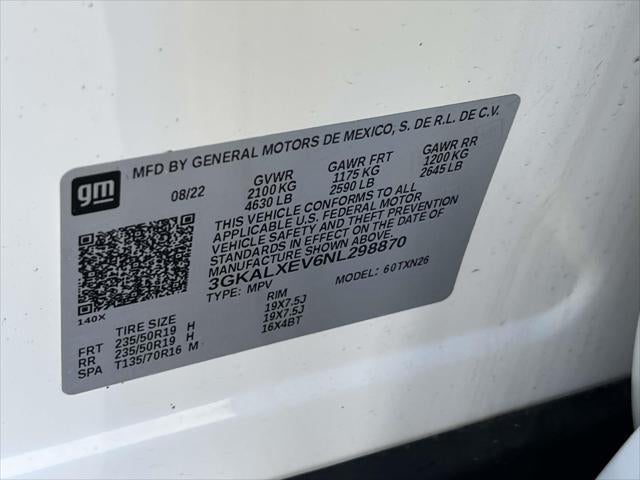 gm
MFD BY GENERAL MOTORS DE MEXICO, S. DE R.L. DE C.V.
08/22 GVWR GAWR FRT GAWR RR
2100 KG 1175 KG 1200 KG
4630 LB 2590 LB 2645 LB
THIS VEHICLE CONFORMS TO ALL
APPLICABLE U.S. FEDERAL MOTOR
VEHICLE SAFETY AND THEFT PREVENTION
STANDARDS IN EFFECT ON THE DATE OF
MANUFACTURE SHOWN ABOVE.
3GKALXEV6NL298870
TYPE: MPV MODEL: 60TXN26
140X
TIRE SIZE RIM
FRT 235/50R19 H 19X7.5J
RR 235/50R19 H 19X7.5J
SPA T135/70R16 M 16X4BT